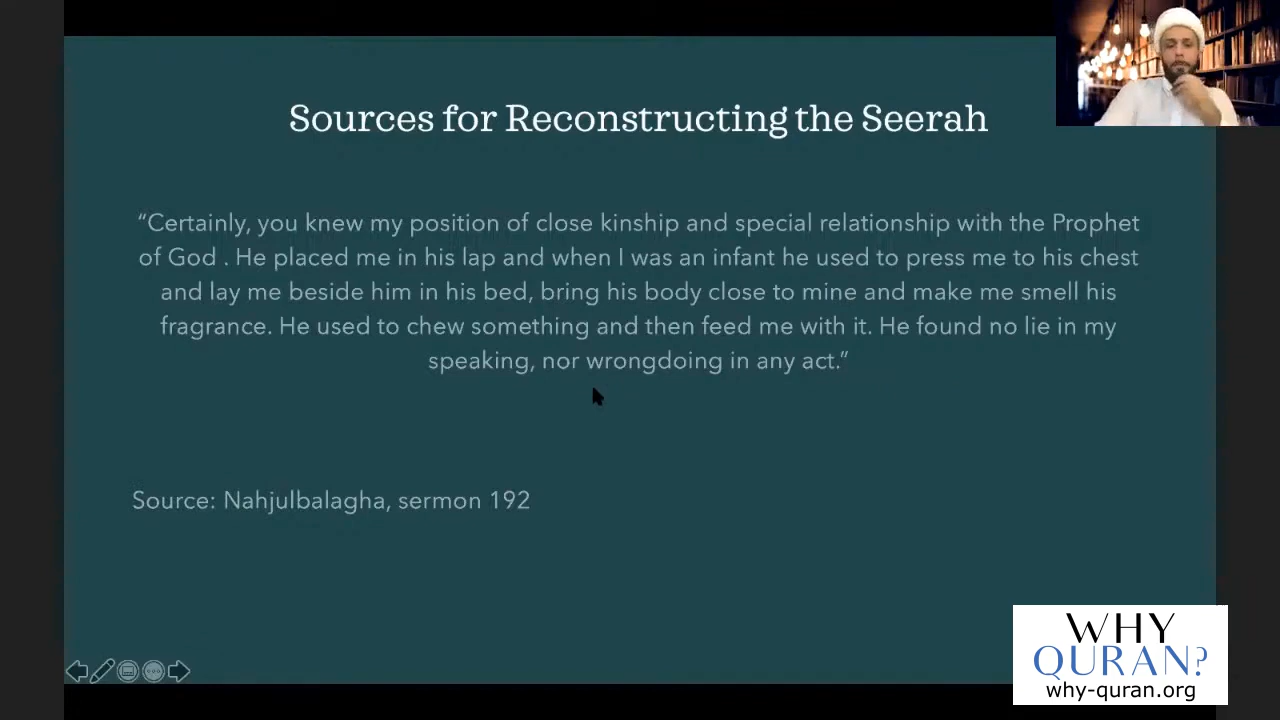 Sources for Reconstructing the Seerah
“Certainly, you knew my position of close kinship and special relationship with the Prophet
of God . He placed me in his lap and when I was an infant he used to press me to his chest
and lay me beside him in his bed, bring his body close to mine and make me smell his
fragrance. He used to chew something and then feed me with it. He found no lie in my
speaking, nor wrongdoing in any act.”
Source: Nahjulbalagha, sermon 192
WHY
QURAN?
why-quran.org